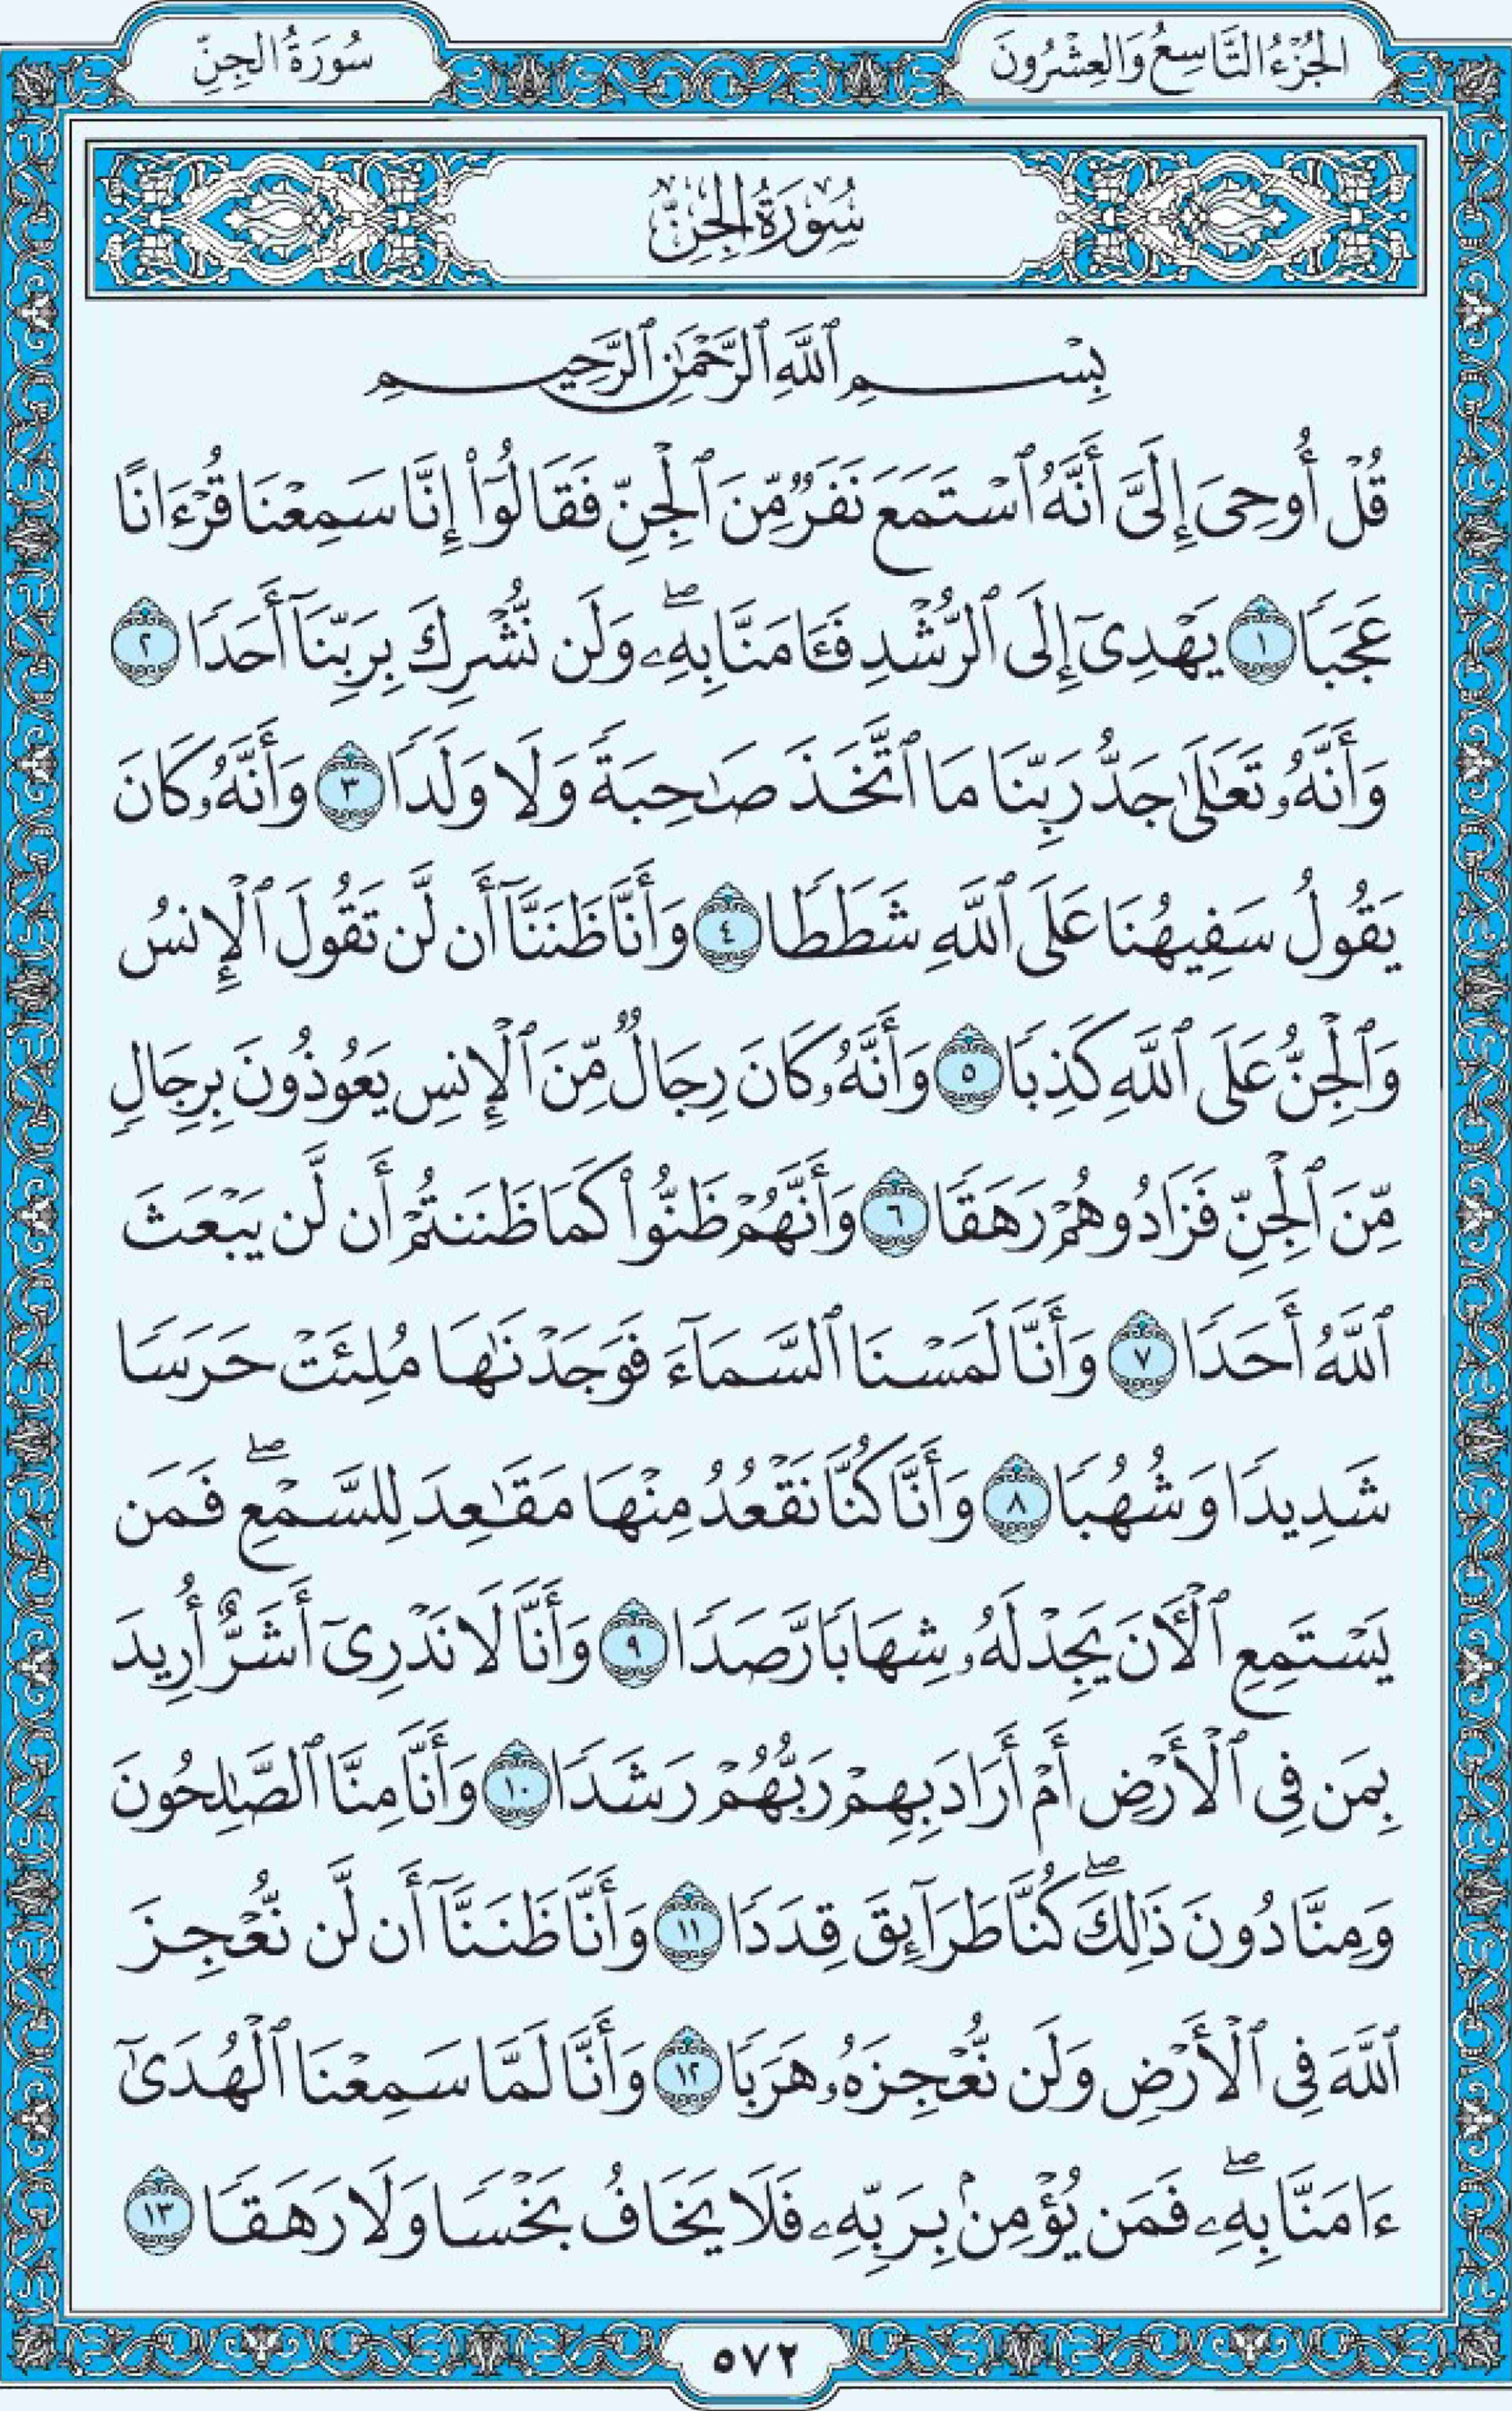 الجُزْءُ التَّاسِعُ وَالعِشْرُونَ
سُورَةُ الجِنِّ
سُورَةُ الجِنِّ
بِسْمِ ٱللَّهِ ٱلرَّحْمَٰنِ ٱلرَّحِيمِ
قُلْ أُوحِىَ إِلَىَّ أَنَّهُ ٱسْتَمَعَ نَفَرٌ مِّنَ ٱلْجِنِّ فَقَالُوٓا۟ إِنَّا سَمِعْنَا قُرْءَانًا
عَجَبًا ١ يَهْدِىٓ إِلَى ٱلرُّشْدِ فَـَٔامَنَّا بِهِۦ ۖ وَلَن نُّشْرِكَ بِرَبِّنَآ أَحَدًا ٢
وَأَنَّهُۥ تَعَٰلَىٰ جَدُّ رَبِّنَا مَا ٱتَّخَذَ صَٰحِبَةً وَلَا وَلَدًا ٣ وَأَنَّهُۥ كَانَ
يَقُولُ سَفِيهُنَا عَلَى ٱللَّهِ شَطَطًا ٤ وَأَنَّا ظَنَنَّآ أَن لَّن تَقُولَ ٱلْإِنسُ
وَٱلْجِنُّ عَلَى ٱللَّهِ كَذِبًا ٥ وَأَنَّهُۥ كَانَ رِجَالٌ مِّنَ ٱلْإِنسِ يَعُوذُونَ بِرِجَالٍ
مِّنَ ٱلْجِنِّ فَزَادُوهُمْ رَهَقًا ٦ وَأَنَّهُمْ ظَنُّوا۟ كَمَا ظَنَنتُمْ أَن لَّن يَبْعَثَ
ٱللَّهُ أَحَدًا ٧ وَأَنَّا لَمَسْنَا ٱلسَّمَآءَ فَوَجَدْنَٰهَا مُلِئَتْ حَرَسًا
شَدِيدًا وَشُهُبًا ٨ وَأَنَّا كُنَّا نَقْعُدُ مِنْهَا مَقَٰعِدَ لِلسَّمْعِ ۖ فَمَن
يَسْتَمِعِ ٱلْـَٔانَ يَجِدْ لَهُۥ شِهَابًا رَّصَدًا ٩ وَأَنَّا لَا نَدْرِىٓ أَشَرٌّ أُرِيدَ
بِمَن فِى ٱلْأَرْضِ أَمْ أَرَادَ بِهِمْ رَبُّهُمْ رَشَدًا ١٠ وَأَنَّا مِنَّا ٱلصَّٰلِحُونَ
وَمِنَّا دُونَ ذَٰلِكَ ۖ كُنَّا طَرَآئِقَ قِدَدًا ١١ وَأَنَّا ظَنَنَّآ أَن لَّن نُّعْجِزَ
ٱللَّهَ فِى ٱلْأَرْضِ وَلَن نُّعْجِزَهُۥ هَرَبًا ١٢ وَأَنَّا لَمَّا سَمِعْنَا ٱلْهُدَىٰٓ
ءَامَنَّا بِهِۦ ۖ فَمَن يُؤْمِنۢ بِرَبِّهِۦ فَلَا يَخَافُ بَخْسًا وَلَا رَهَقًا ١٣
٥٧٢